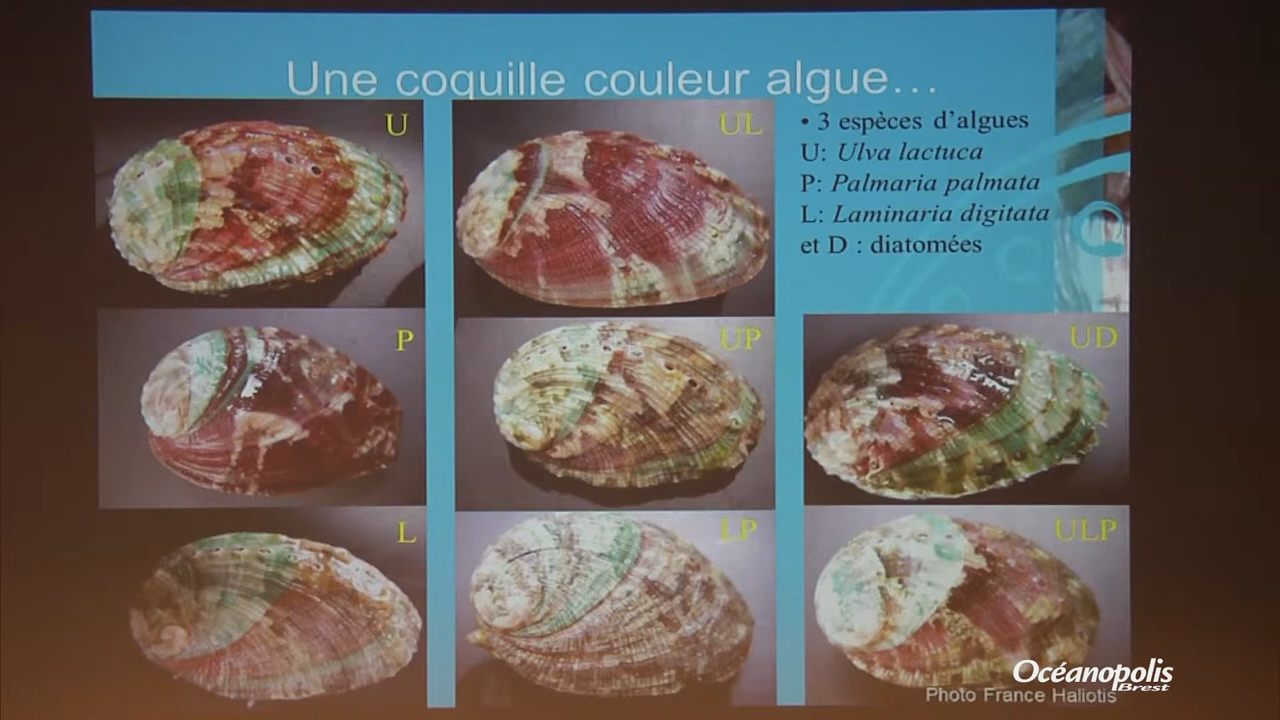 Une coquille couleur algue...
U
UL
• 3 espèces d'algues
U: Ulva lactuca
P: Palmaria palmata
L: Laminaria digitata
et D : diatomées
P
UP
UD
L
LP
ULP
Océanopolis
Brest
Photo France Haliotis